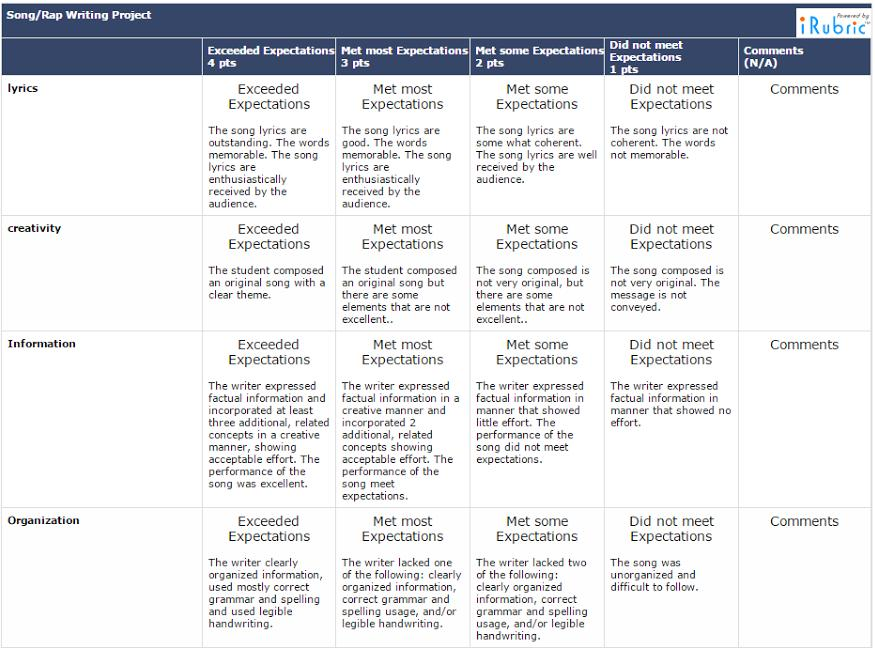 Song/Rap Writing Project
Powered by
iRubric
Exceeded Expectations
4 pts
Met most Expectations
3 pts
Met some Expectations
2 pts
Did not meet
Expectations
1 pts
Comments
(N/A)
lyrics
Exceeded
Expectations
The song lyrics are
outstanding. The words
memorable. The song
lyrics are
enthusiastically
received by the
audience.
Met most
Expectations
The song lyrics are
good. The words
memorable. The song
lyrics are
enthusiastically
received by the
audience.
Met some
Expectations
The song lyrics are
some what coherent.
The song lyrics are well
received by the
audience.
Did not meet
Expectations
The song lyrics are not
coherent. The words
not memorable.
Comments
creativity
Exceeded
Expectations
The student composed
an original song with a
clear theme.
Met most
Expectations
The student composed
an original song but
there are some
elements that are not
excellent..
Met some
Expectations
The song composed is
not very original, but
there are some
elements that are not
excellent..
Did not meet
Expectations
The song composed is
not very original. The
message is not
conveyed.
Comments
Information
Exceeded
Expectations
The writer expressed
factual information and
incorporated at least
three additional, related
concepts in a creative
manner, showing
acceptable effort. The
performance of the
song was excellent.
Met most
Expectations
The writer expressed
factual information in a
creative manner and
incorporated 2
additional, related
concepts showing
acceptable effort. The
performance of the
song meet
expectations.
Met some
Expectations
The writer expressed
factual information in
manner that showed
little effort. The
performance of the
song did not meet
expectations.
Did not meet
Expectations
The writer expressed
factual information in
manner that showed no
effort.
Comments
Organization
Exceeded
Expectations
The writer clearly
organized information,
used mostly correct
grammar and spelling
and used legible
handwriting.
Met most
Expectations
The writer lacked one
of the following: clearly
organized information,
correct grammar and
spelling usage, and/or
legible handwriting.
Met some
Expectations
The writer lacked two
of the following:
clearly organized
information, correct
grammar and spelling
usage, and/or legible
handwriting.
Did not meet
Expectations
The song was
unorganized and
difficult to follow.
Comments